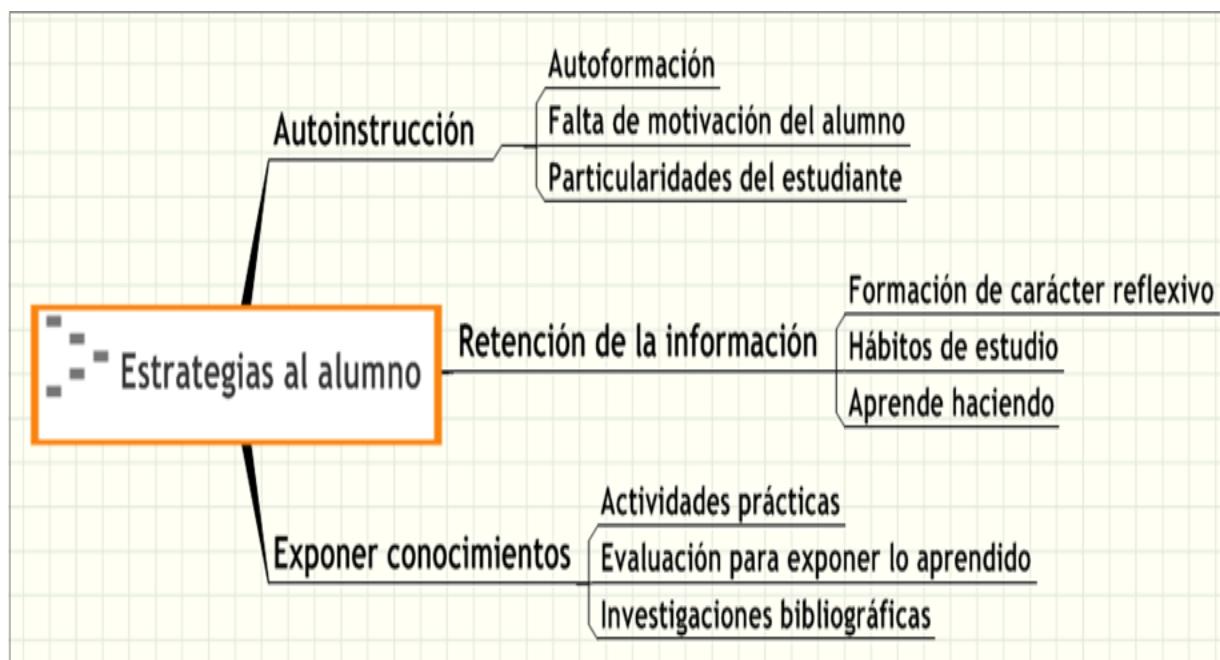 Autoformación
Autoinstrucción
Falta de motivación del alumno
Particularidades del estudiante
Estrategias al alumno
Retención de la información
Formación de carácter reflexivo
Hábitos de estudio
Aprende haciendo
Exponer conocimientos
Actividades prácticas
Evaluación para exponer lo aprendido
Investigaciones bibliográficas